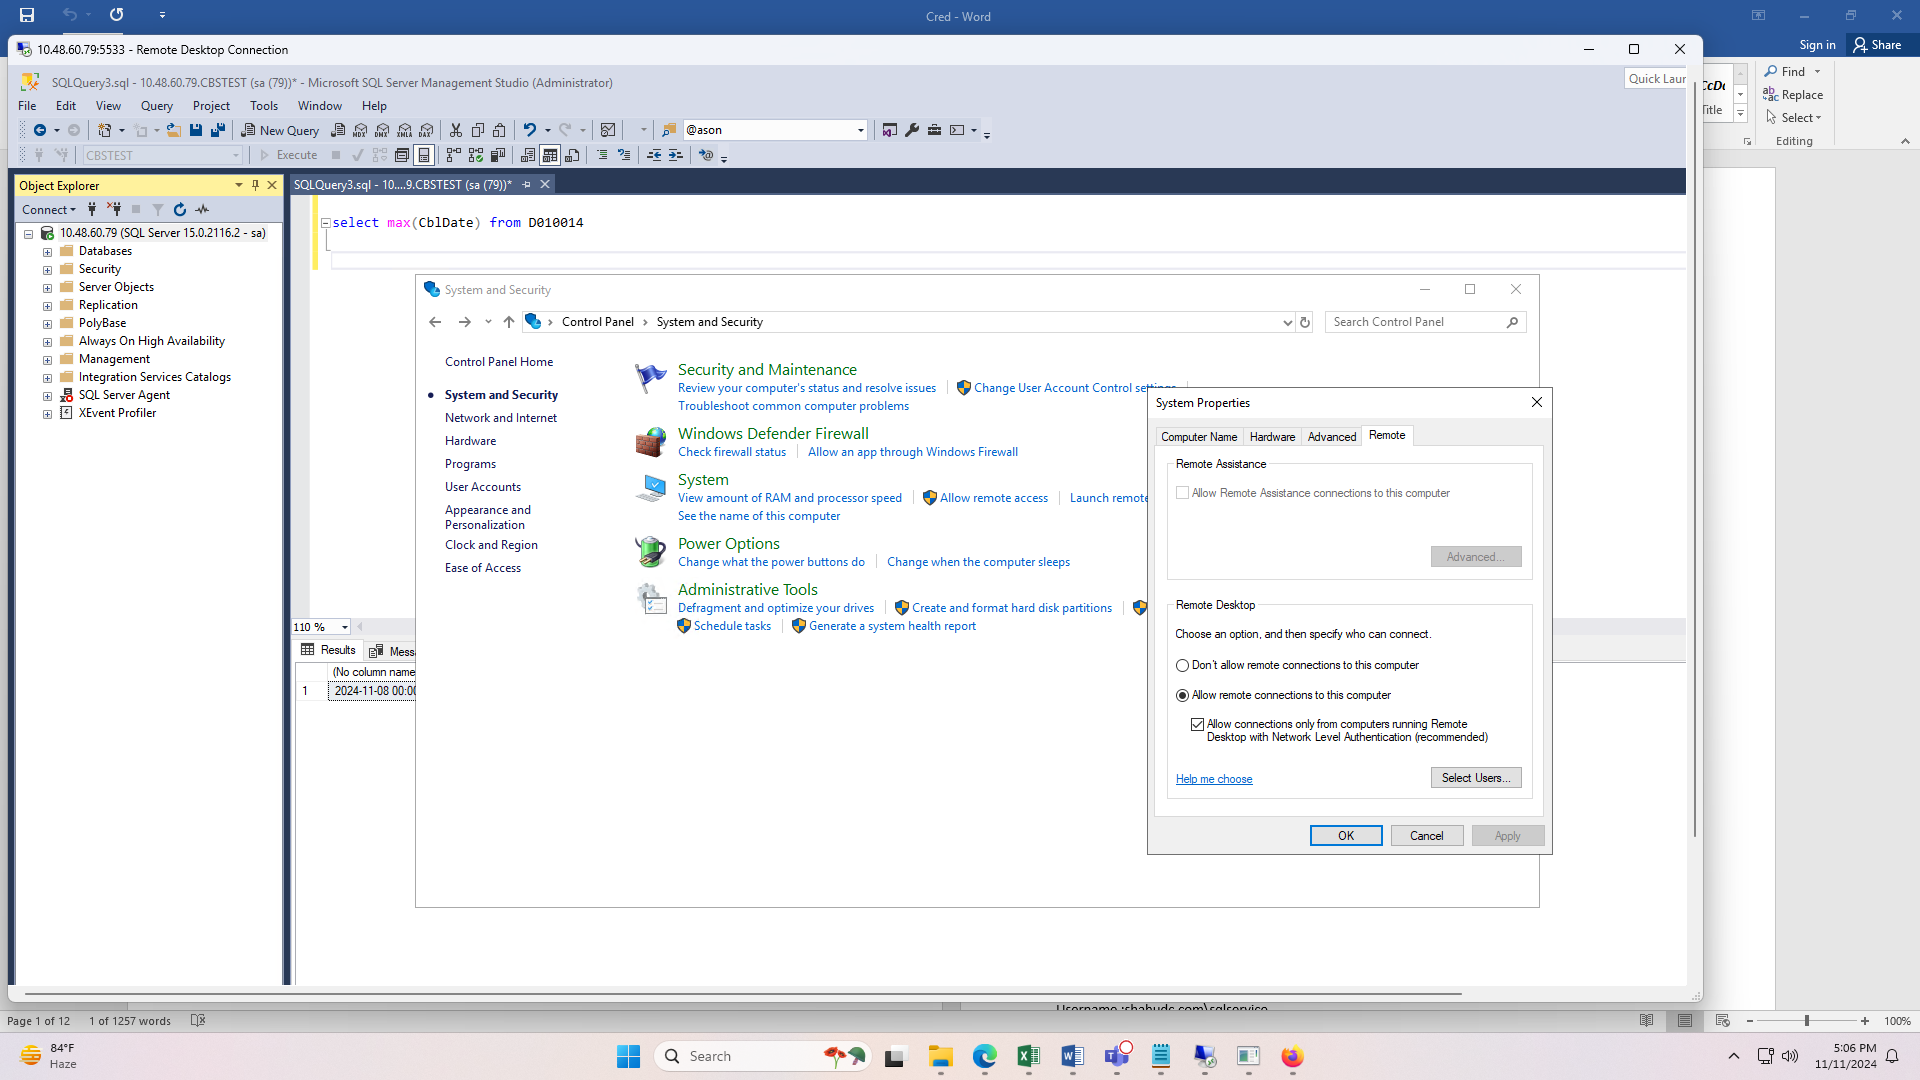 Cred - Word
Sign in
Share
10.48.60.79:5533 - Remote Desktop Connection
SQLQuery3.sql - 10.48.60.79.CBSTEST (sa (79))* - Microsoft SQL Server Management Studio (Administrator)
Quick Laur
Find
Replace
Select
Editing
File Edit View Query Project Tools Window Help
New Query
@ason
CBSTEST
Execute
Object Explorer
SQLQuery3.sql - 10....9.CBSTEST (sa (79))*
Connect
select max(CblDate) from D010014
10.48.60.79 (SQL Server 15.0.2116.2 - sa)
Databases
Security
Server Objects
Replication
PolyBase
Always On High Availability
Management
Integration Services Catalogs
SQL Server Agent
XEvent Profiler
System and Security
Control Panel > System and Security
Search Control Panel
Control Panel Home
System and Security
Network and Internet
Hardware
Programs
User Accounts
Appearance and
Personalization
Clock and Region
Ease of Access
Security and Maintenance
Review your computer's status and resolve issues
Change User Account Control settings
Troubleshoot common computer problems
Windows Defender Firewall
Check firewall status
Allow an app through Windows Firewall
System
View amount of RAM and processor speed
Allow remote access
Launch remote
See the name of this computer
Power Options
Change what the power buttons do
Change when the computer sleeps
Administrative Tools
Defragment and optimize your drives
Create and format hard disk partitions
Schedule tasks
Generate a system health report
System Properties
Computer Name Hardware Advanced Remote
Remote Assistance
Allow Remote Assistance connections to this computer
Advanced...
Remote Desktop
Choose an option, and then specify who can connect.
Don't allow remote connections to this computer
Allow remote connections to this computer
Allow connections only from computers running Remote
Desktop with Network Level Authentication (recommended)
Help me choose
Select Users...
OK Cancel Apply
110 %
Results
Mess
(No column name
1 2024-11-08 00:00
Page 1 of 12
1 of 1257 words
100%
84°F
Haze
Search
5:06 PM
11/11/2024